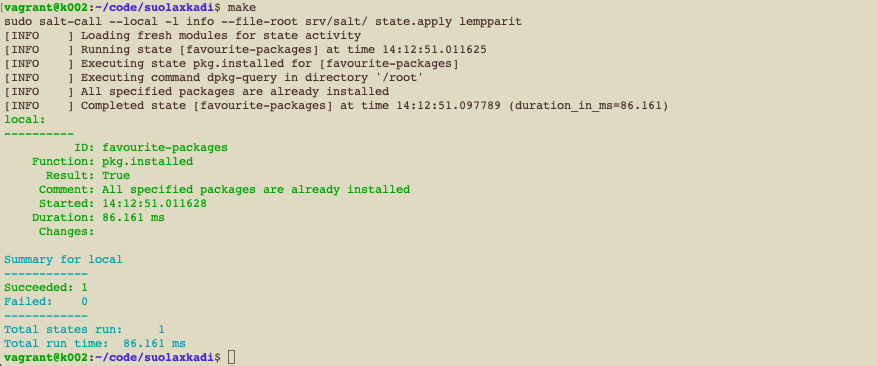 vagrant@k002:~/code/suolaxkadi$ make
sudo salt-call --local -l info --file-root srv/salt/ state.apply lempparit
[INFO    ] Loading fresh modules for state activity
[INFO    ] Running state [favourite-packages] at time 14:12:51.011625
[INFO    ] Executing state pkg.installed for [favourite-packages]
[INFO    ] Executing command dpkg-query in directory '/root'
[INFO    ] All specified packages are already installed
[INFO    ] Completed state [favourite-packages] at time 14:12:51.097789 (duration_in_ms=86.161)
local:
----------
          ID: favourite-packages
    Function: pkg.installed
      Result: True
     Comment: All specified packages are already installed
     Started: 14:12:51.011628
    Duration: 86.161 ms
     Changes:
Summary for local
------------
Succeeded: 1
Failed:    0
------------
Total states run:     1
Total run time:  86.161 ms
vagrant@k002:~/code/suolaxkadi$